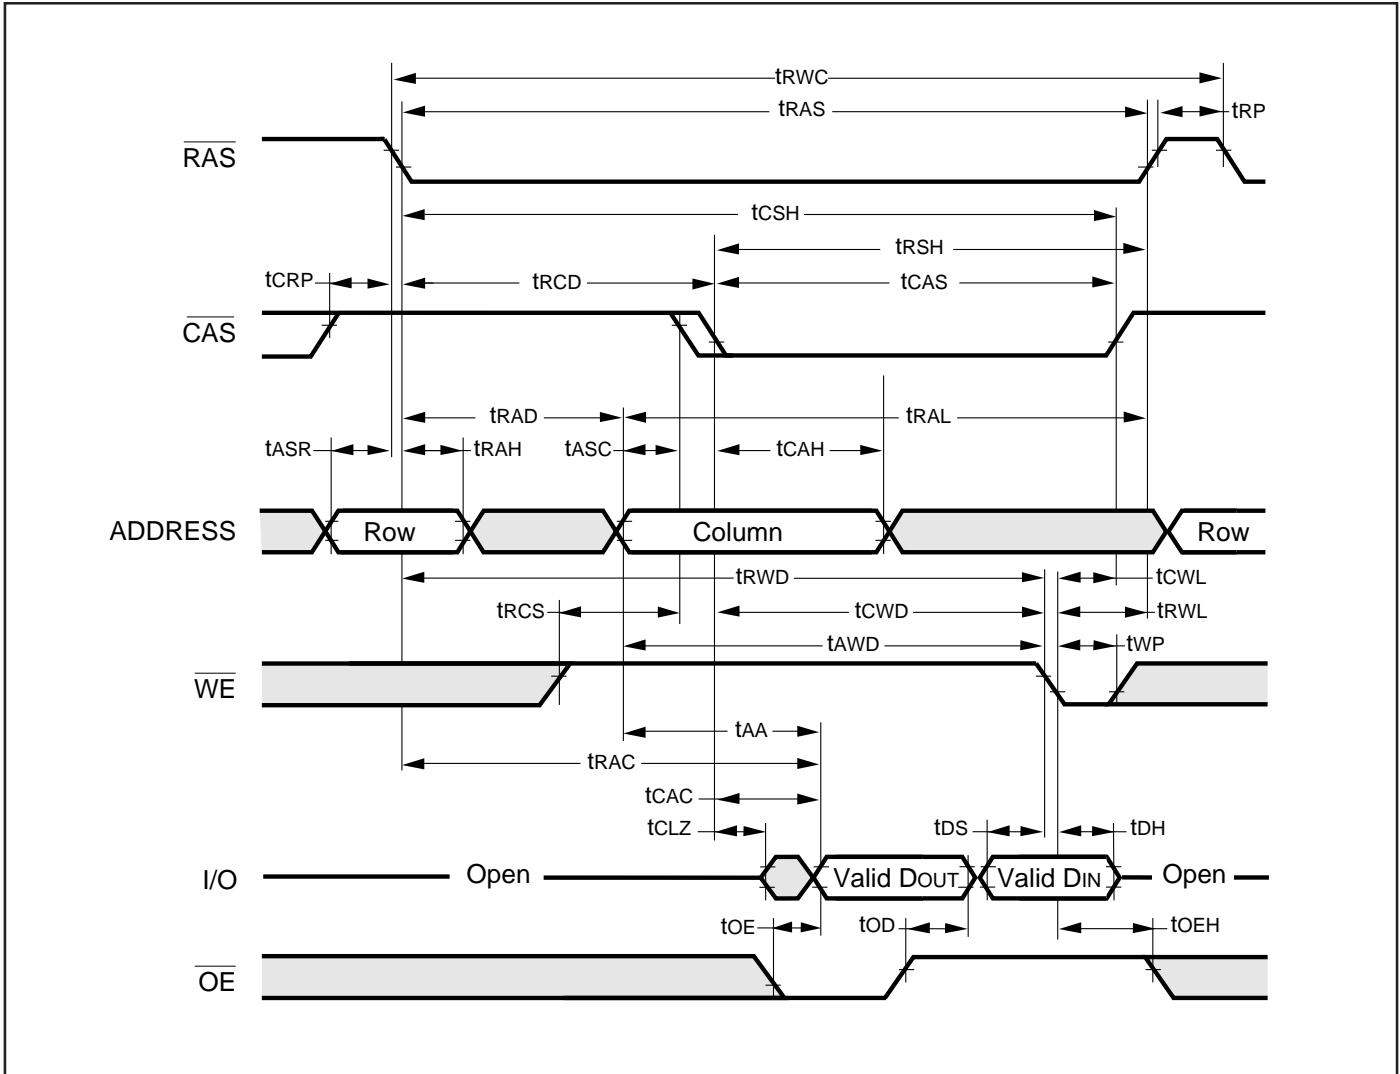 tRWC
tRAS
tRP
RAS
tCSH
tRSH
tCRP
tRCD
tCAS
CAS
tRAD
tRAL
tASR
tRAH
tASC
tCAH
ADDRESS
Row
Column
Row
tRWD
tCWL
tRCS
tCWD
tRWL
tAWD
tWP
WE
tAA
tRAC
tCAC
tCLZ
tDS
tDH
I/O
Open
Valid DOUT
Valid DIN
Open
tOE
tOD
tOEH
OE